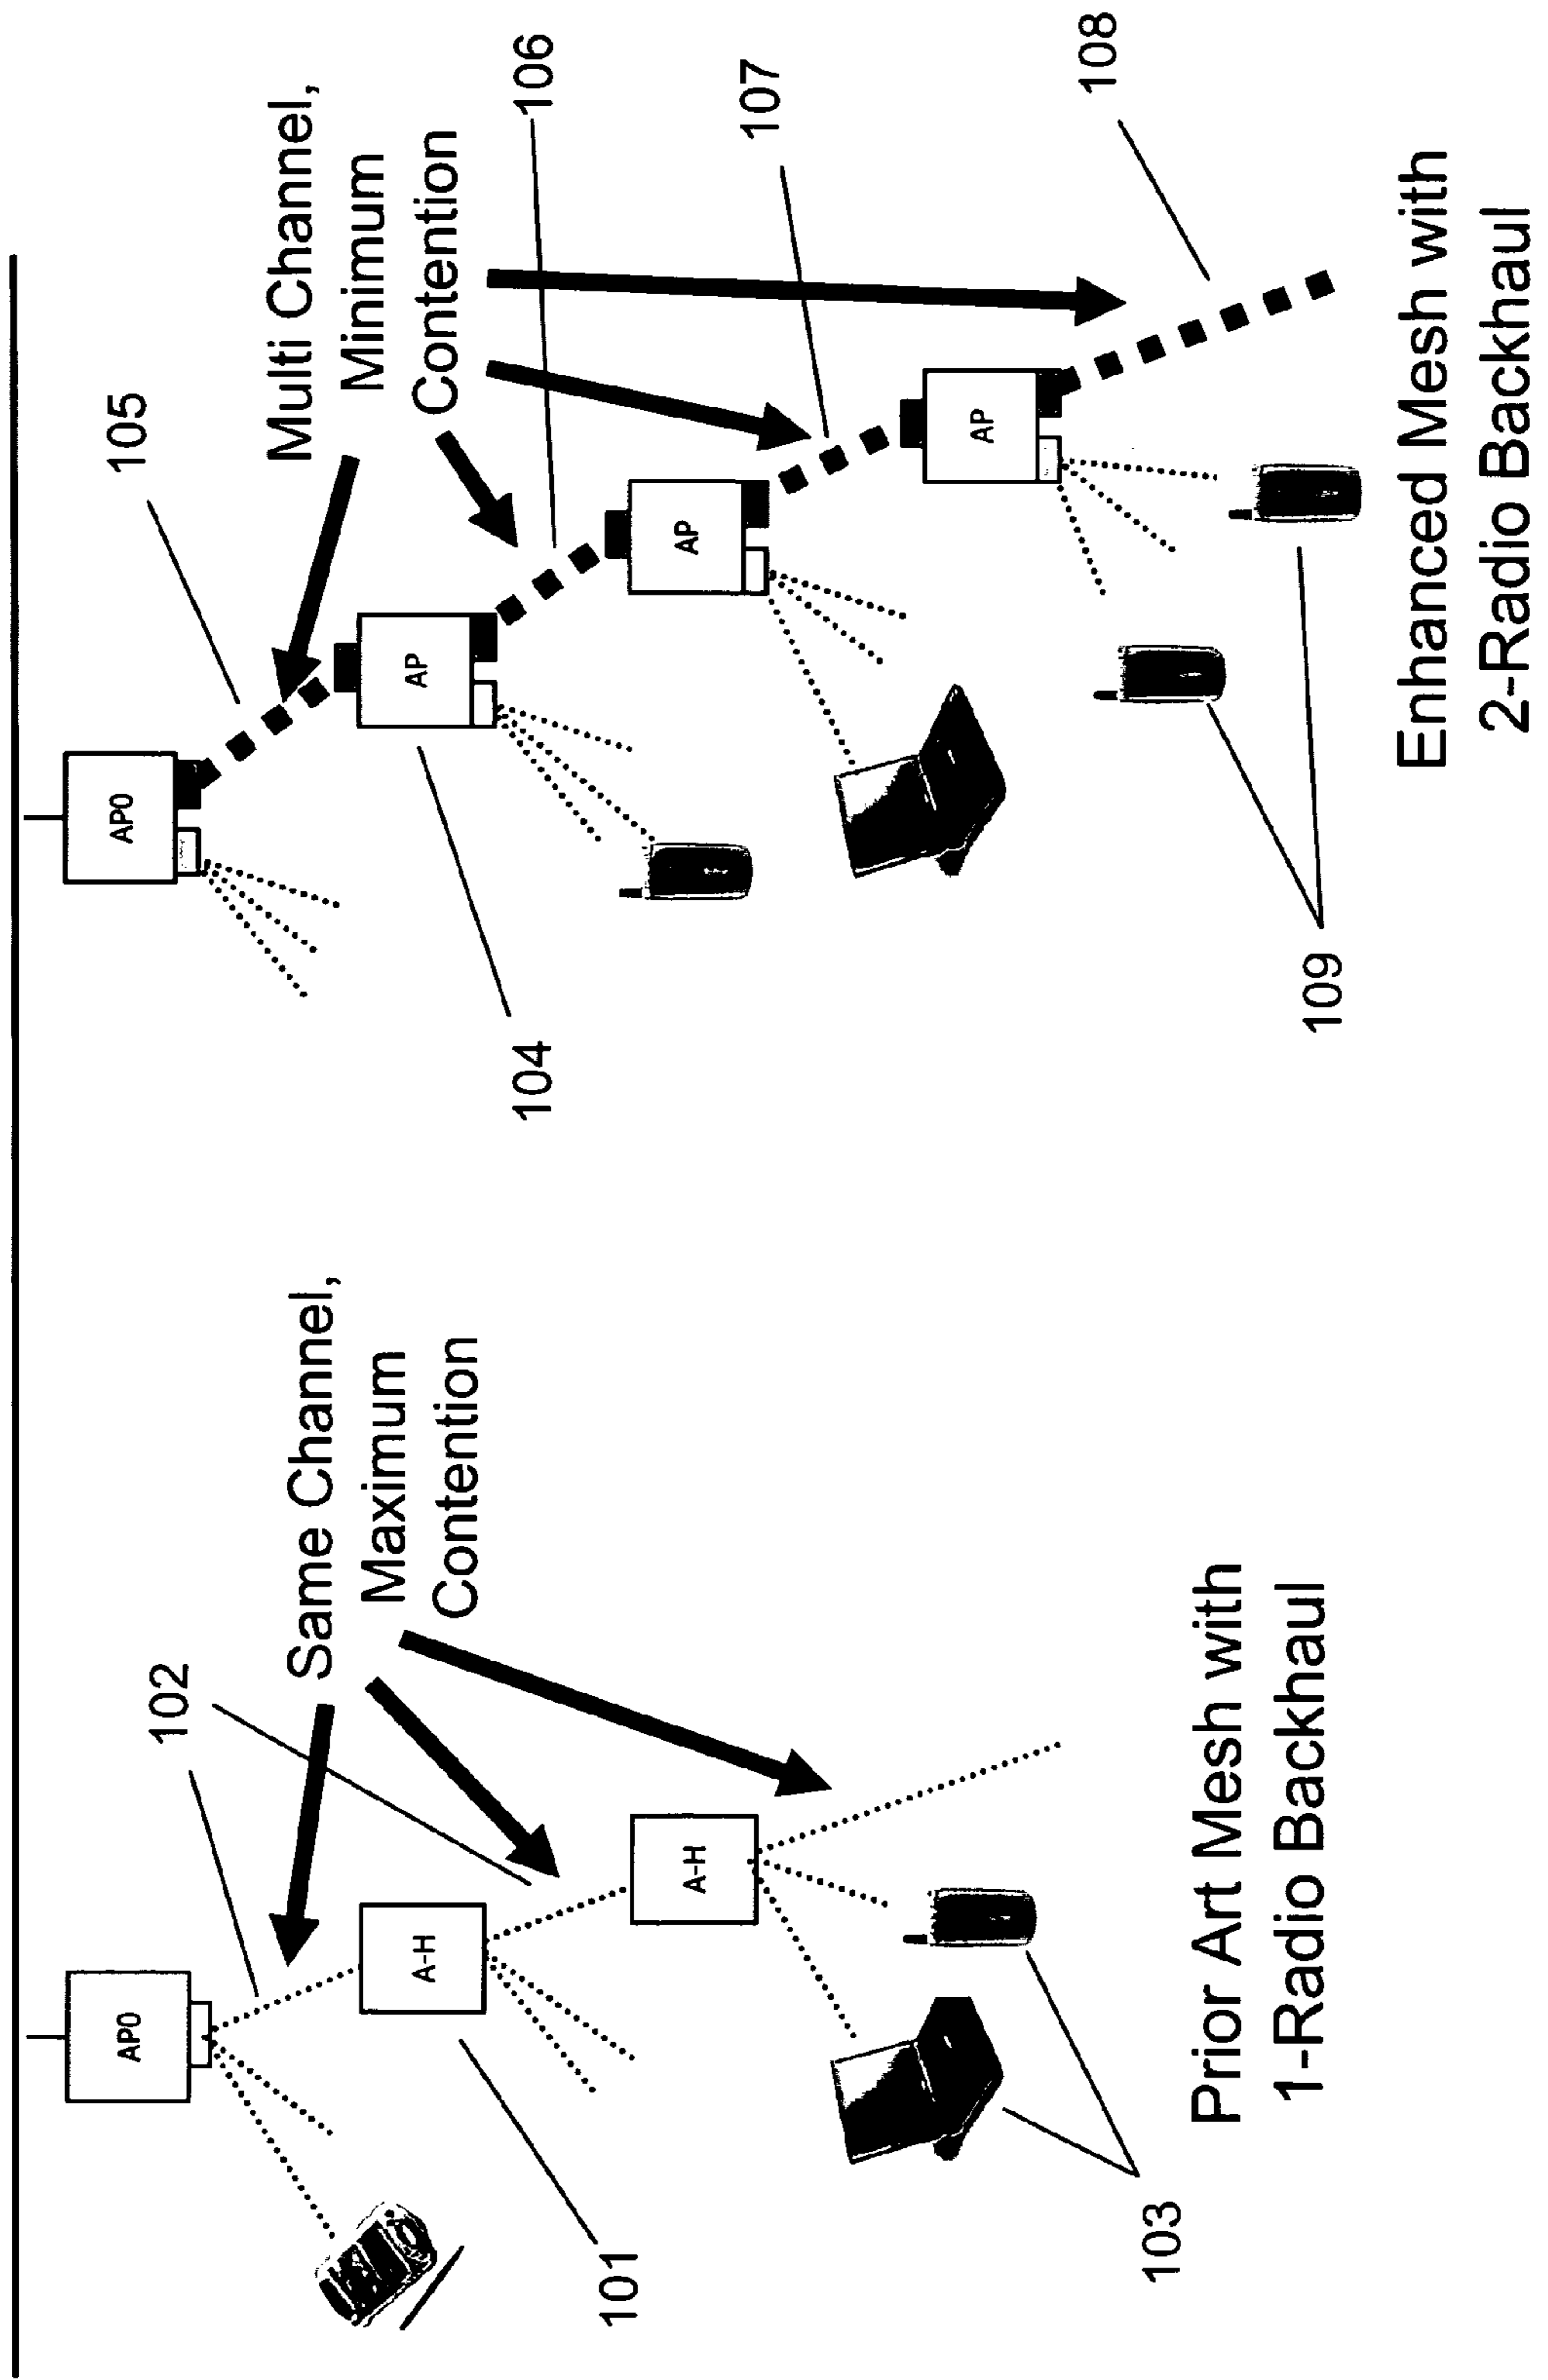 102
Same Channel,
Maximum
Contention
AP0
A-H
A-H
101
103
Prior Art Mesh with
1-Radio Backhaul
105
Multi Channel,
Minimum
Contention
106
107
108
AP0
AP
AP
AP
104
109
Enhanced Mesh with
2-Radio Backhaul